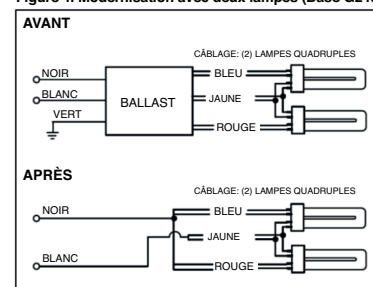 AVANT
CÂBLAGE: (2) LAMPES QUADRUPLES
NOIR
BLEU
BLANC
BALLAST
JAUNE
VERT
ROUGE
APRÈS
CÂBLAGE: (2) LAMPES QUADRUPLES
NOIR
BLEU
JAUNE
BLANC
ROUGE